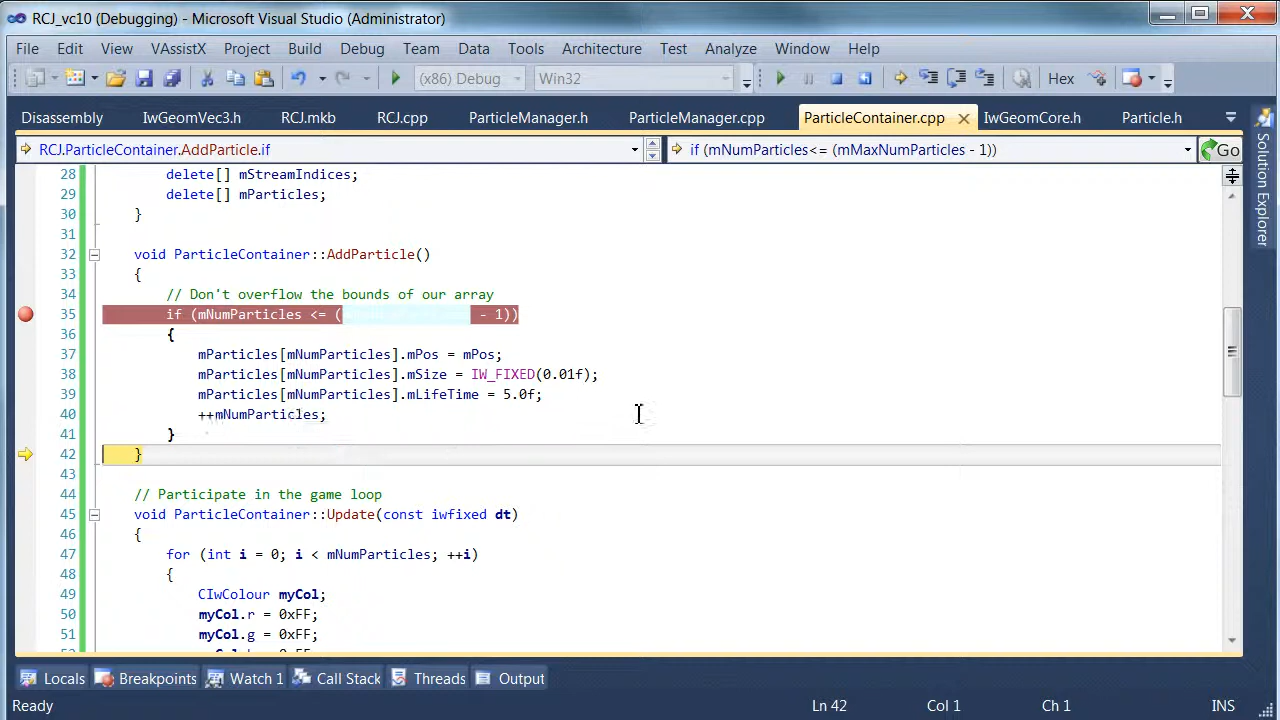 RCJ_vc10 (Debugging) - Microsoft Visual Studio (Administrator)
File Edit View VAssistX Project Build Debug Team Data Tools Architecture Test Analyze Window Help
(x86) Debug Win32 Hex
Disassembly IwGeomVec3.h RCJ.mkb RCJ.cpp ParticleManager.h ParticleManager.cpp ParticleContainer.cpp IwGeomCore.h Particle.h
RCJ.ParticleContainer.AddParticle.if if (mNumParticles<= (mMaxNumParticles - 1)) Go
Solution Explorer
28 delete[] mStreamIndices;
29 delete[] mParticles;
30 }
31
32 void ParticleContainer::AddParticle()
33 {
34 // Don't overflow the bounds of our array
35 if (mNumParticles <= ( - 1))
36 {
37 mParticles[mNumParticles].mPos = mPos;
38 mParticles[mNumParticles].mSize = IW_FIXED(0.01f);
39 mParticles[mNumParticles].mLifeTime = 5.0f;
40 ++mNumParticles;
41 }
42 }
43
44 // Participate in the game loop
45 void ParticleContainer::Update(const iwfixed dt)
46 {
47 for (int i = 0; i < mNumParticles; ++i)
48 {
49 CIwColour myCol;
50 myCol.r = 0xFF;
51 myCol.g = 0xFF;
Locals Breakpoints Watch 1 Call Stack Threads Output
Ready Ln 42 Col 1 Ch 1 INS